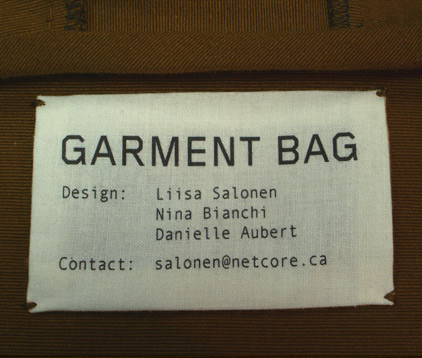 GARMENT BAG
Design: Liisa Salonen
Nina Bianchi
Danielle Aubert
Contact: salonen@netcore.ca